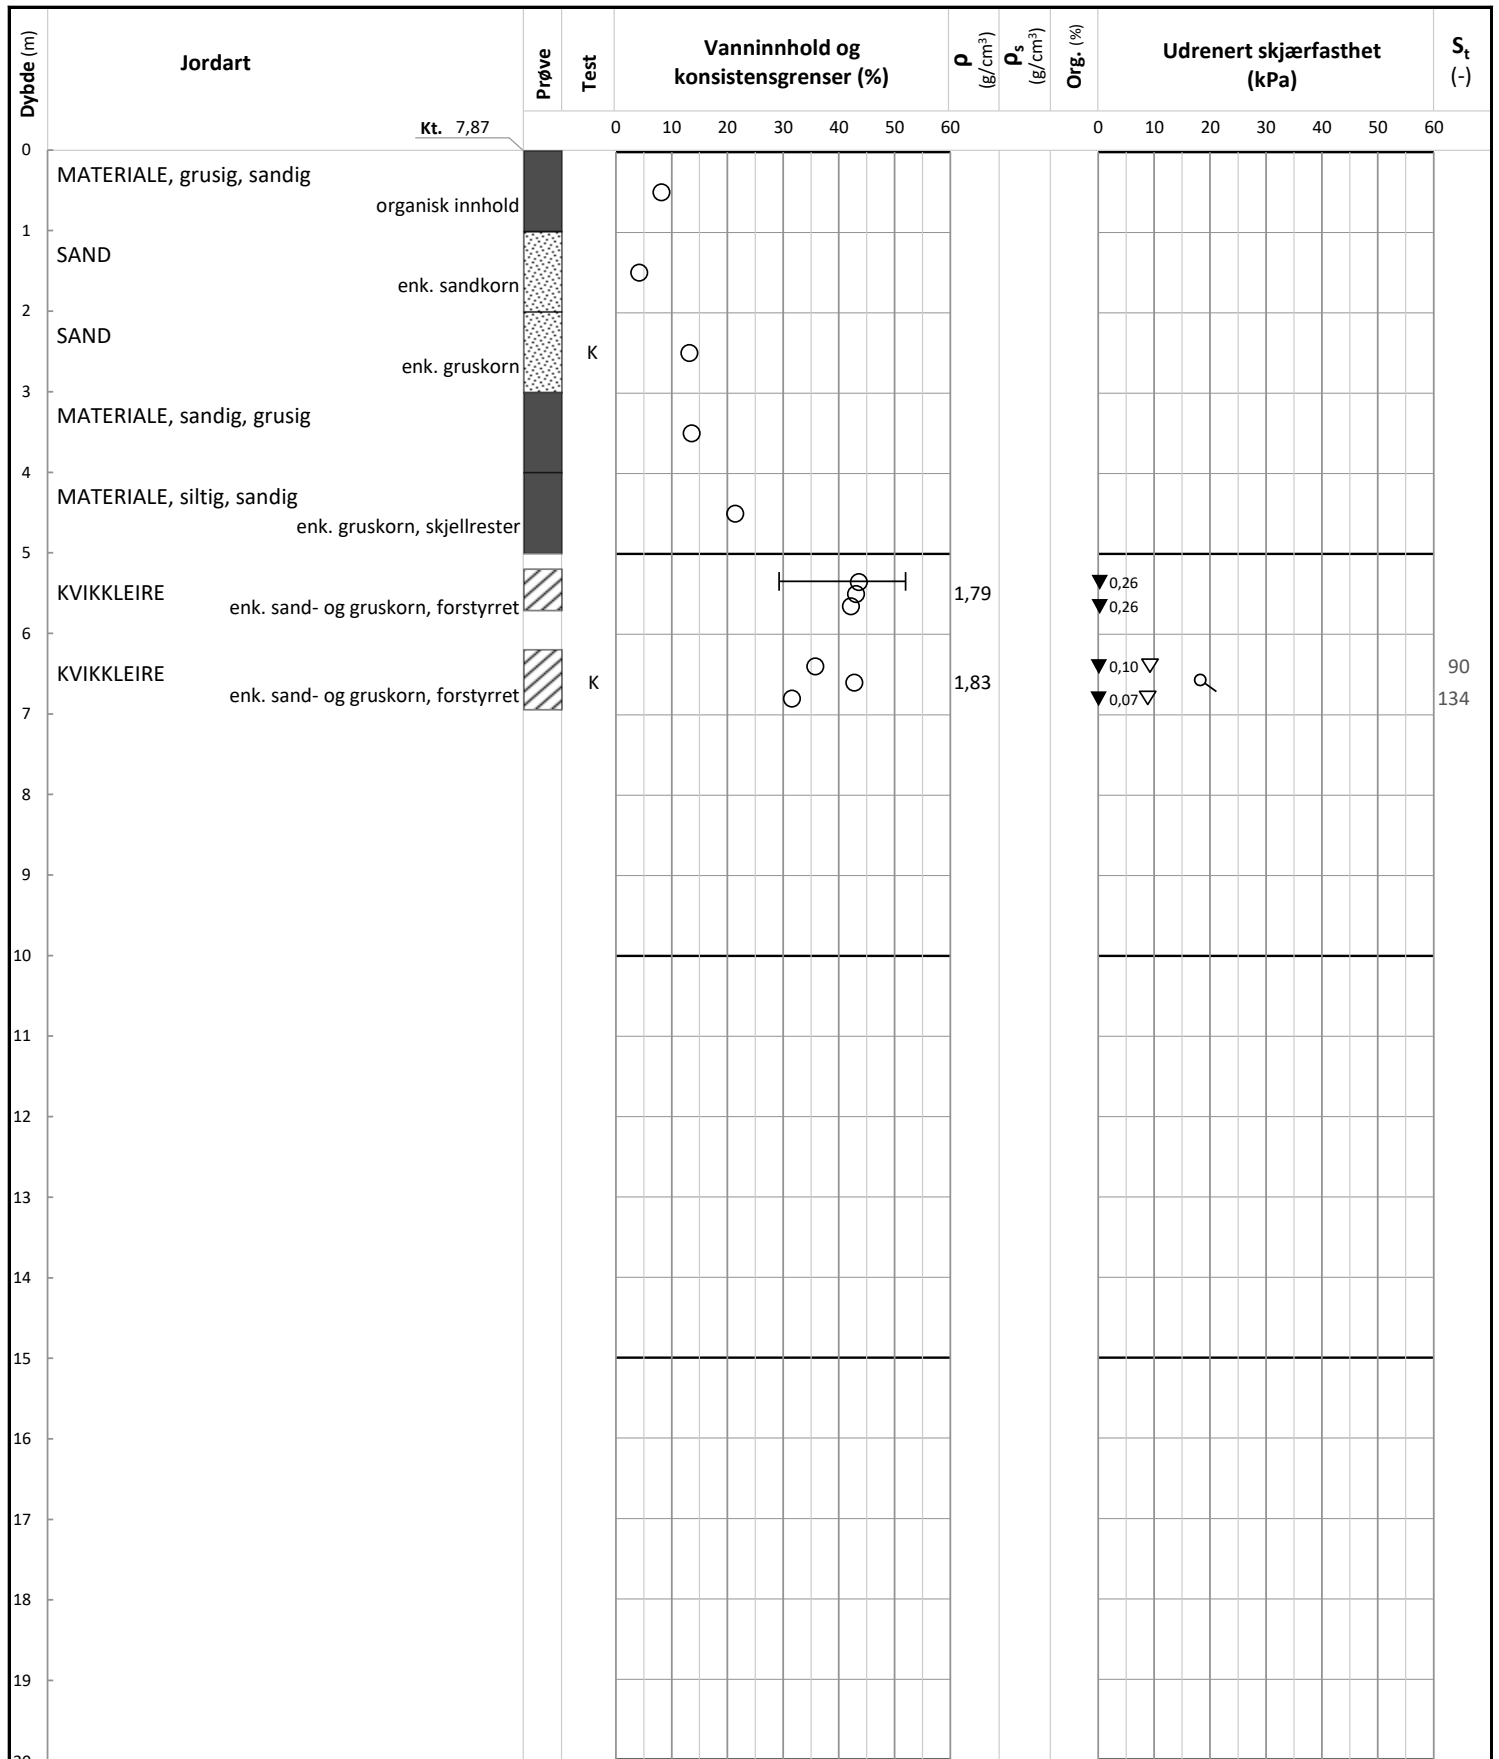 Dybde (m)
Jordart
Prøve
Test
Vanninnhold og
konsistensgrenser (%)
ρ
(g/cm³)
ρs
(g/cm³)
Org. (%)
Udrenert skjærfasthet
(kPa)
St
(-)
Kt. 7,87
0 10 20 30 40 50 60
0 10 20 30 40 50 60
0
MATERIALE, grusig, sandig
organisk innhold
1
SAND
enk. sandkorn
2
SAND
enk. gruskorn
K
3
MATERIALE, sandig, grusig
4
MATERIALE, siltig, sandig
enk. gruskorn, skjellrester
5
KVIKKLEIRE
enk. sand- og gruskorn, forstyrret
1,79
0,26
0,26
6
KVIKKLEIRE
enk. sand- og gruskorn, forstyrret
K
1,83
0,10
90
0,07
134
7
8
9
10
11
12
13
14
15
16
17
18
19
20